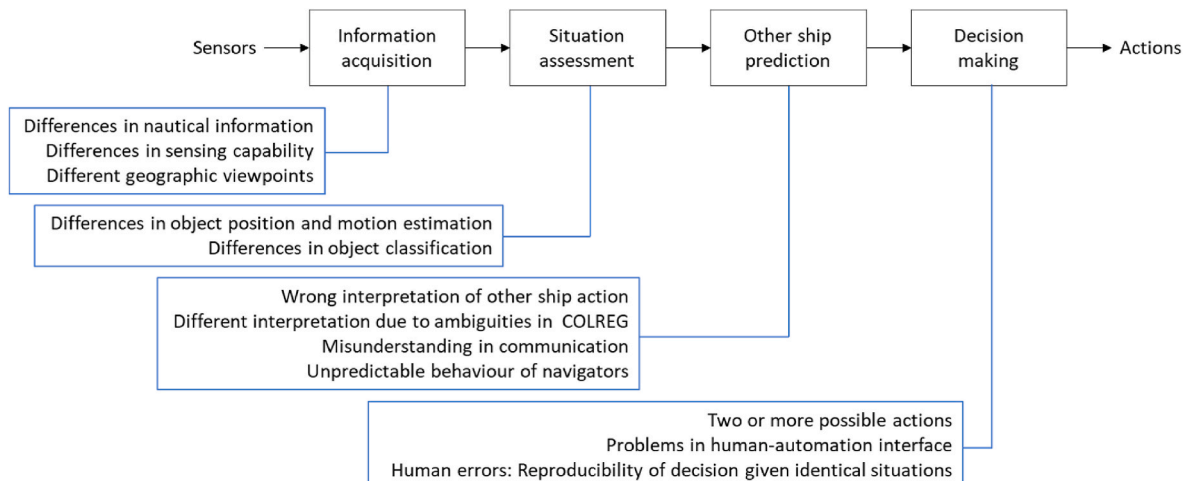 Sensors
Information
acquisition
Situation
assessment
Other ship
prediction
Decision
making
Actions
Differences in nautical information
Differences in sensing capability
Different geographic viewpoints
Differences in object position and motion estimation
Differences in object classification
Wrong interpretation of other ship action
Different interpretation due to ambiguities in COLREG
Misunderstanding in communication
Unpredictable behaviour of navigators
Two or more possible actions
Problems in human-automation interface
Human errors: Reproducibility of decision given identical situations